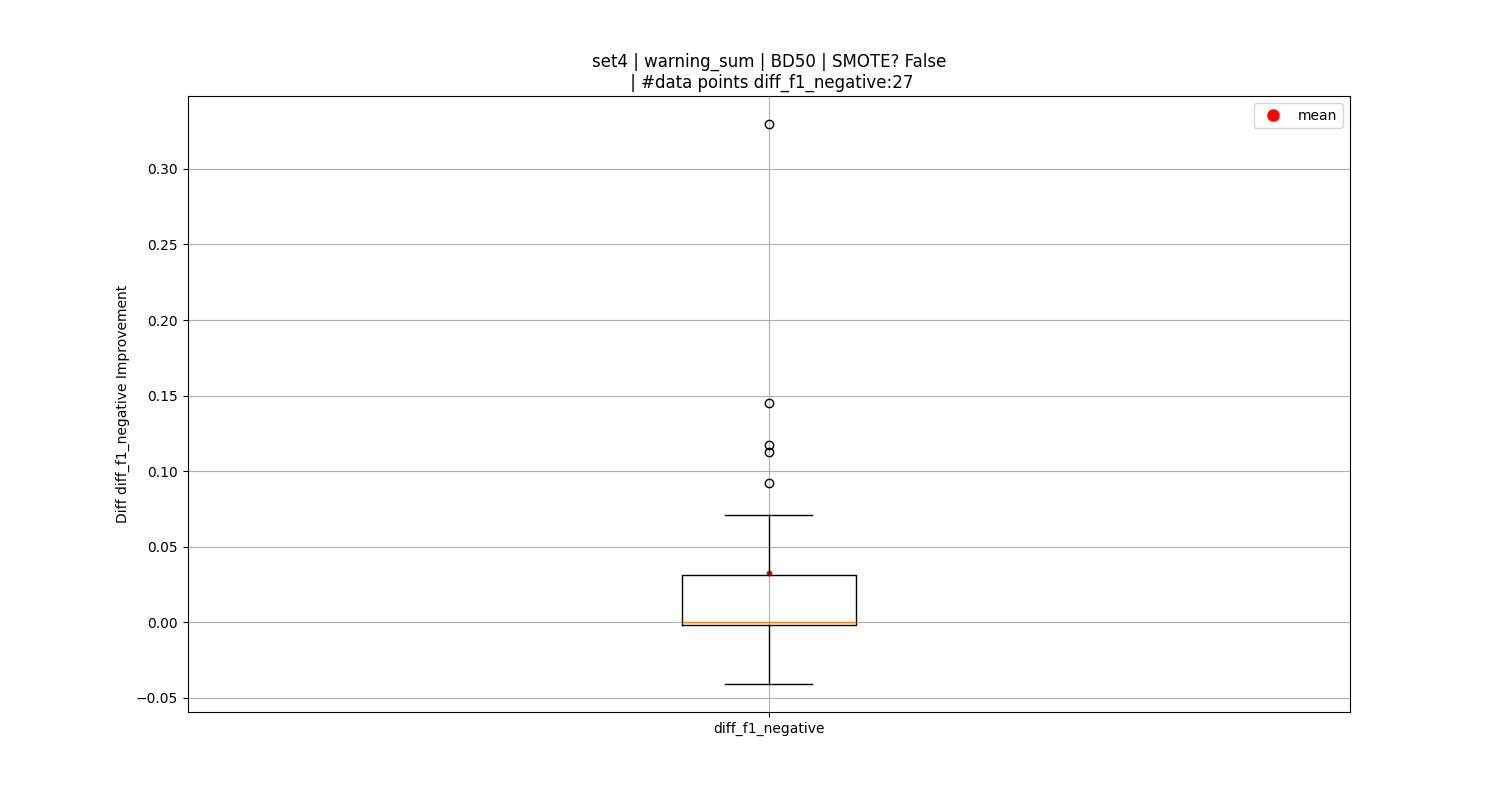 set4 | warning_sum | BD50 | SMOTE? False
| #data points diff_f1_negative:27
mean
0.30
0.25
0.20
0.15
0.10
0.05
0.00
−0.05
Diff diff_f1_negative Improvement
diff_f1_negative